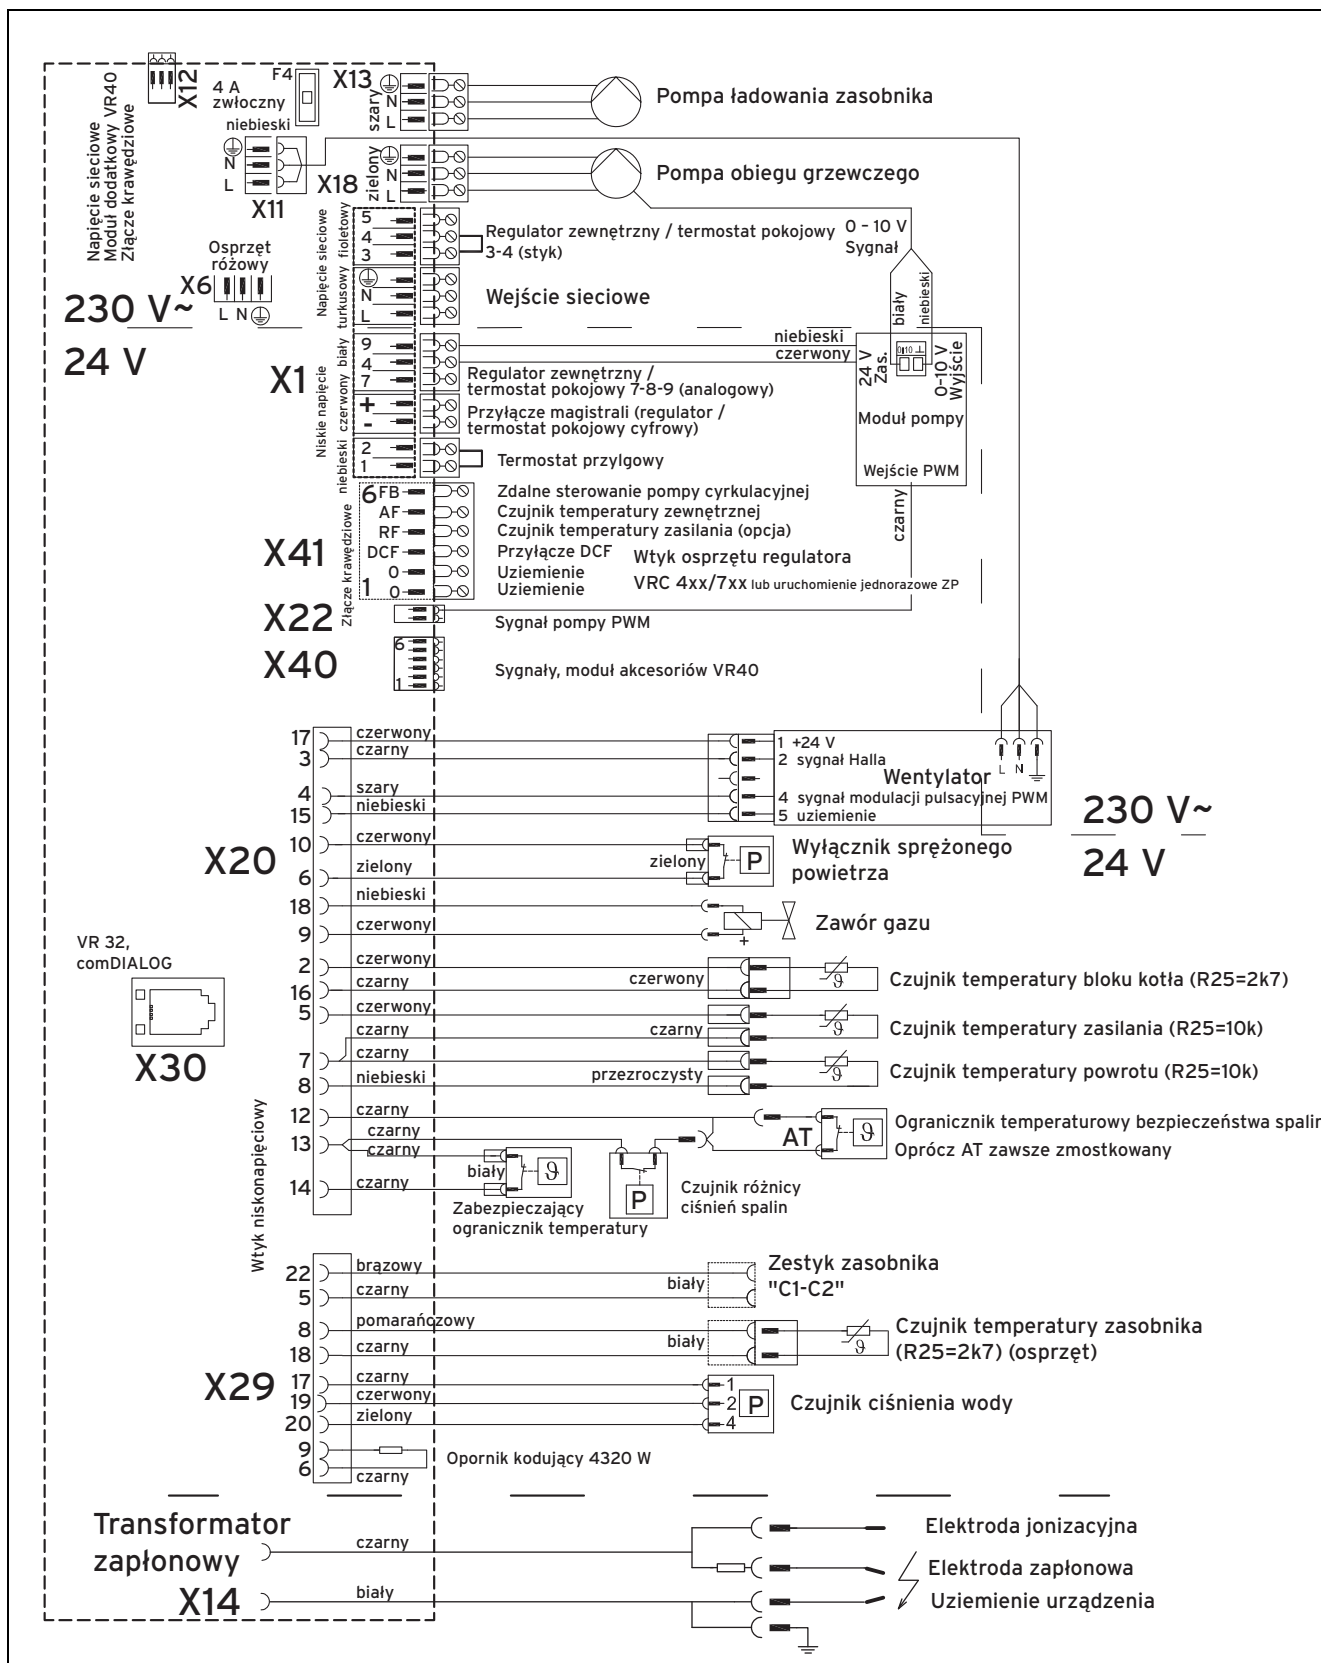 Napięcie sieciowe
Moduł dodatkowy VR40
Złącze krawędziowe
X12
F4
4 A
zwłoczny
niebieski
N
L
X11
X13
szary
N
L
Pompa ładowania zasobnika
X18
zielony
N
L
Pompa obiegu grzewczego
Osprzęt
różowy
X6
L N
230 V~
24 V
Napięcie sieciowe
fioletowy
5
4
3
Regulator zewnętrzny / termostat pokojowy
3-4 (styk)
0 – 10 V
Sygnał
turkusowy
N
L
Wejście sieciowe
biały
niebieski
X1
Niskie napięcie
biały
9
4
7
niebieski
czerwony
Regulator zewnętrzny /
termostat pokojowy 7-8-9 (analogowy)
24 V
Zas.
0 10
0-10 V
Wyjście
Moduł pompy
Wejście PWM
czerwony
+
-
Przyłącze magistrali (regulator /
termostat pokojowy cyfrowy)
niebieski
2
1
Termostat przylgowy
czarny
X41
Złącze krawędziowe
6 FB
Zdalne sterowanie pompy cyrkulacyjnej
AF
Czujnik temperatury zewnętrznej
RF
Czujnik temperatury zasilania (opcja)
DCF
Przyłącze DCF
0
Uziemienie
1 0
Uziemienie
Wtyk osprzętu regulatora
VRC 4xx/7xx lub uruchomienie jednorazowe ZP
X22
Sygnał pompy PWM
X40
6
1
Sygnały, moduł akcesoriów VR40
X20
17 czerwony
3 czarny
4 szary
15 niebieski
1 +24 V
2 sygnał Halla
Wentylator
4 sygnał modulacji pulsacyjnej PWM
5 uziemienie
L N
230 V~
24 V
10 czerwony
6 zielony
zielony
P
Wyłącznik sprężonego
powietrza
18 niebieski
9 czerwony
+
Zawór gazu
2 czerwony
16 czarny
czerwony
ϑ
Czujnik temperatury bloku kotła (R25=2k7)
5 czerwony
czarny
czarny
ϑ
Czujnik temperatury zasilania (R25=10k)
7 czarny
8 niebieski
przezroczysty
ϑ
Czujnik temperatury powrotu (R25=10k)
VR 32,
comDIALOG
X30
Wtyk niskonapięciowy
12 czarny
13 czarny
czarny
14 czarny
biały
ϑ
Zabezpieczający
ogranicznik temperatury
P
Czujnik różnicy
ciśnień spalin
AT
ϑ
Ogranicznik temperaturowy bezpieczeństwa spalin
Oprócz AT zawsze zmostkowany
X29
22 brązowy
5 czarny
biały
Zestyk zasobnika
"C1-C2"
8 pomarańczowy
18 czarny
biały
ϑ
Czujnik temperatury zasobnika
(R25=2k7) (osprzęt)
17 czarny
19 czerwony
20 zielony
1
2
4
P
Czujnik ciśnienia wody
9
6 czarny
Opornik kodujący 4320 W
Transformator
zapłonowy
X14
czarny
biały
Elektroda jonizacyjna
Elektroda zapłonowa
Uziemienie urządzenia